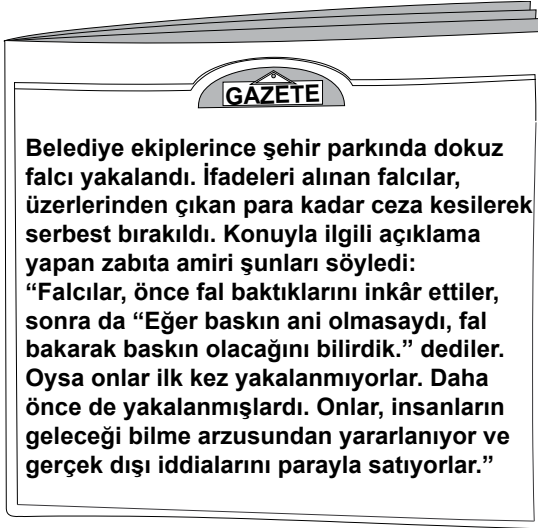 GAZETE
Belediye ekiplerince şehir parkında dokuz
falcı yakalandı. İfadeleri alınan falcılar,
üzerlerinden çıkan para kadar ceza kesilerek
serbest bırakıldı. Konuyla ilgili açıklama
yapan zabıta amiri şunları söyledi:
“Falcılar, önce fal baktıklarını inkâr ettiler,
sonra da “Eğer baskın ani olmasaydı, fal
bakarak baskın olacağını bilirdik.” dediler.
Oysa onlar ilk kez yakalanmıyorlar. Daha
önce de yakalanmışlardı. Onlar, insanların
geleceği bilme arzusundan yararlanıyor ve
gerçek dışı iddialarını parayla satıyorlar.”